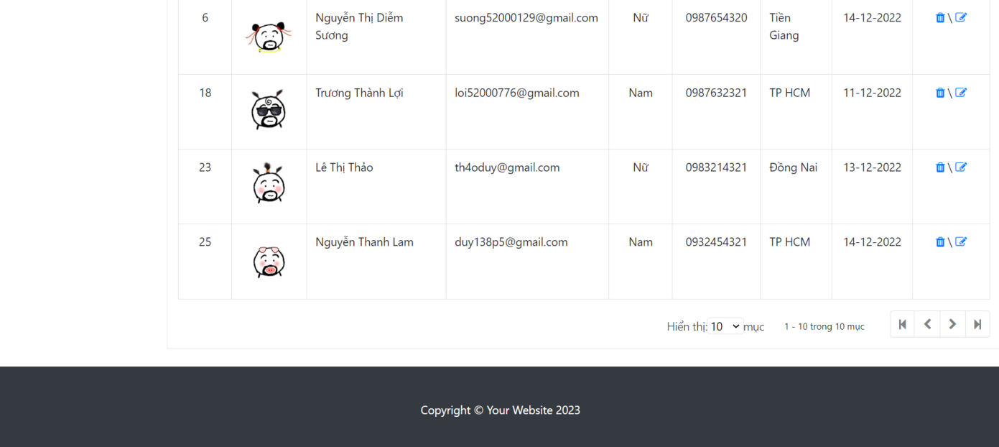 6 Nguyễn Thị Diễm suong52000129@gmail.com Nữ 0987654320 Tiền 14-12-2022 \
Sương Giang
18 Trương Thành Lợi loi52000776@gmail.com Nam 0987632321 TP HCM 11-12-2022 \
23 Lê Thị Thảo th4oduy@gmail.com Nữ 0983214321 Đồng Nai 13-12-2022 \
25 Nguyễn Thanh Lam duy138p5@gmail.com Nam 0932454321 TP HCM 14-12-2022 \
Hiển thị: 10 mục 1 - 10 trong 10 mục
Copyright © Your Website 2023